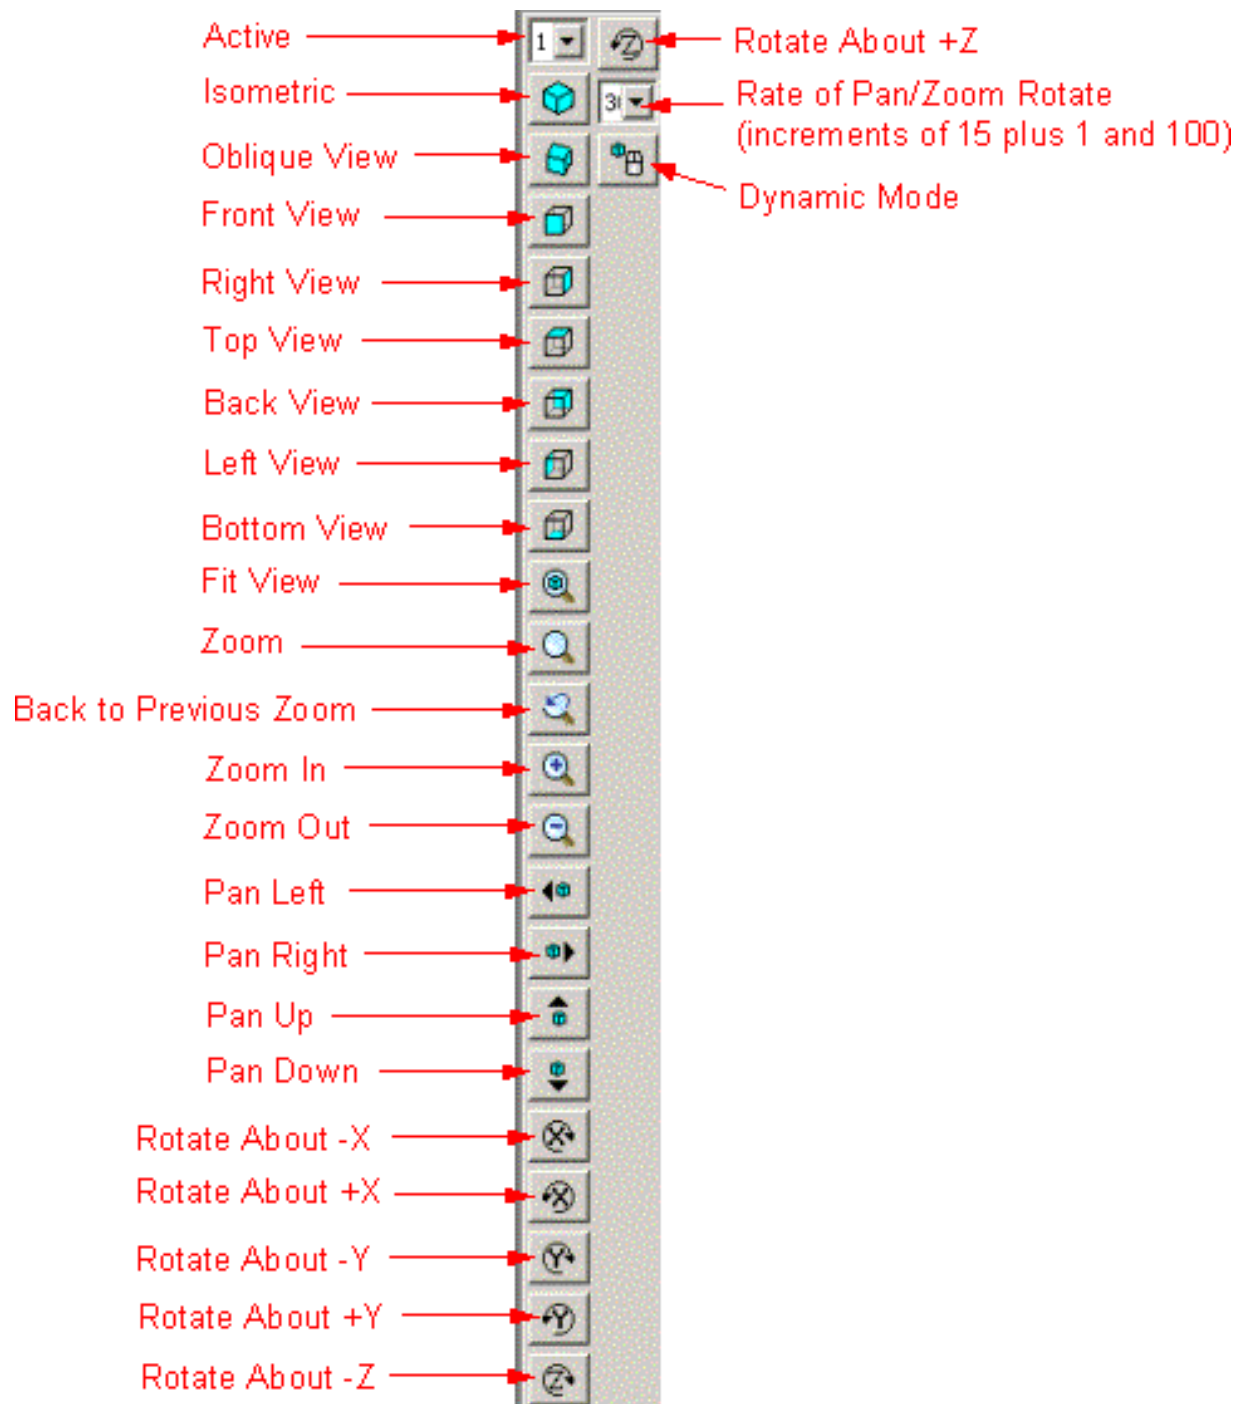 Active
1
Rotate About +Z
Isometric
3
Rate of Pan/Zoom Rotate
(increments of 15 plus 1 and 100)
Oblique View
Dynamic Mode
Front View
Right View
Top View
Back View
Left View
Bottom View
Fit View
Zoom
Back to Previous Zoom
Zoom In
Zoom Out
Pan Left
Pan Right
Pan Up
Pan Down
Rotate About -X
X
Rotate About +X
X
Rotate About -Y
Y
Rotate About +Y
Y
Rotate About -Z
Z